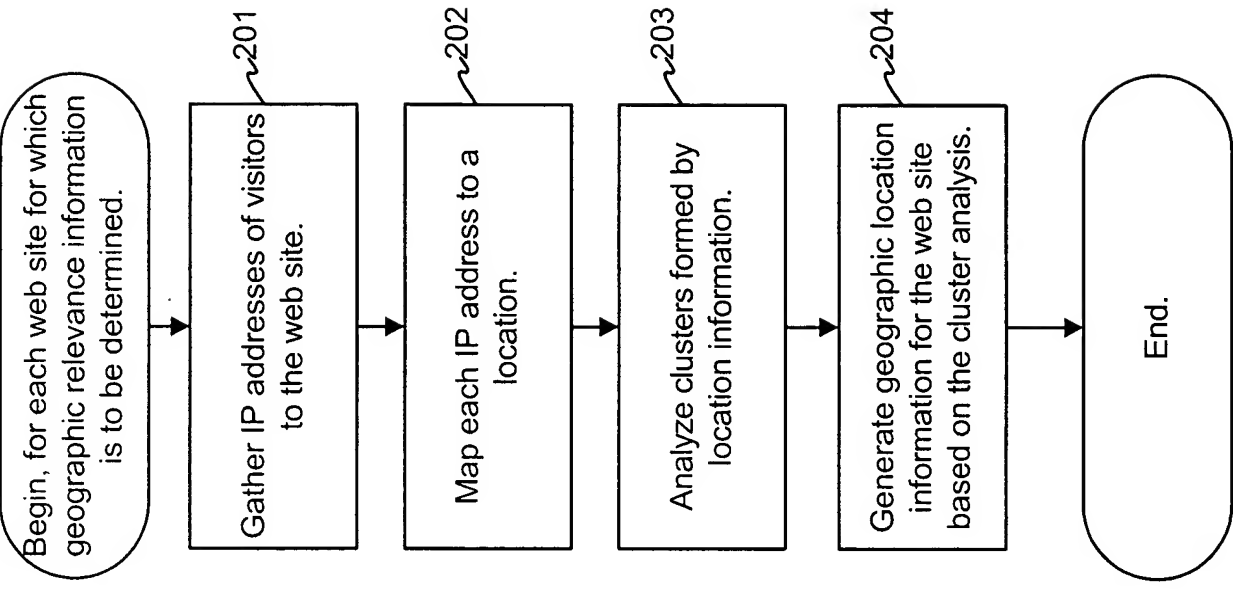 Begin, for each web site for which
geographic relevance information
is to be determined.
201
Gather IP addresses of visitors
to the web site.
202
Map each IP address to a
location.
203
Analyze clusters formed by
location information.
204
Generate geographic location
information for the web site
based on the cluster analysis.
End.